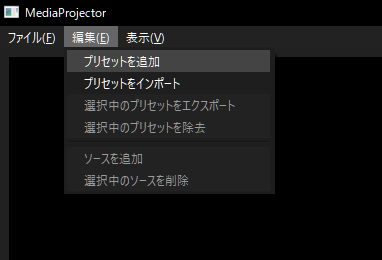 MediaProjector
ファイル(F) 編集(E) 表示(V)
プリセットを追加
プリセットをインポート
選択中のプリセットをエクスポート
選択中のプリセットを除去
ソースを追加
選択中のソースを削除